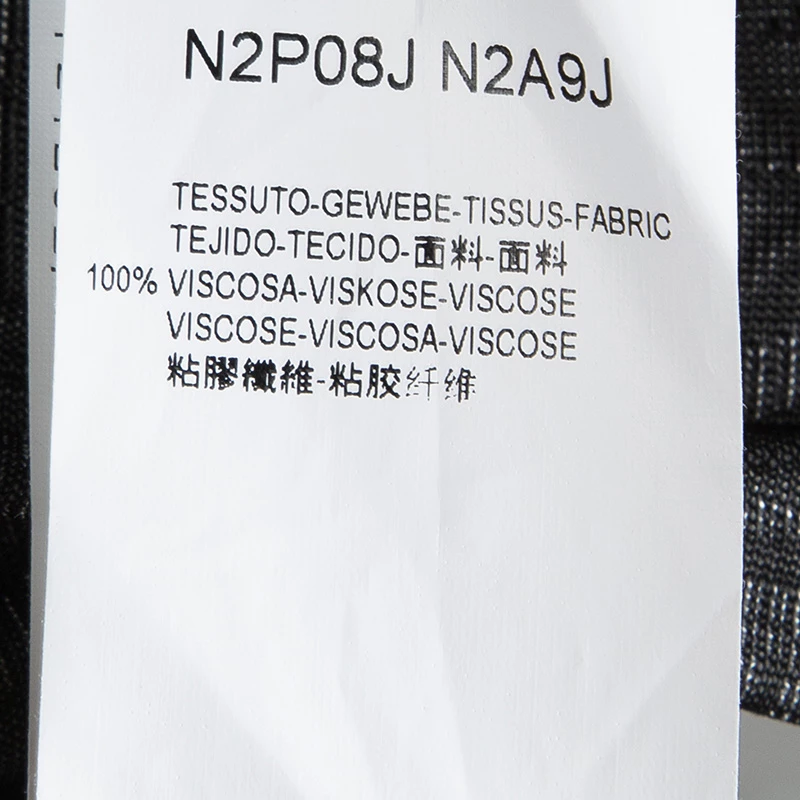 N2P08J N2A9J
TESSUTO-GEWEBE-TISSUS-FABRIC
TEJIDO-TECIDO-面料-面料
100% VISCOSA-VISKOSE-VISCOSE
VISCOSE-VISCOSA-VISCOSE
粘膠纖維-粘胶纤维